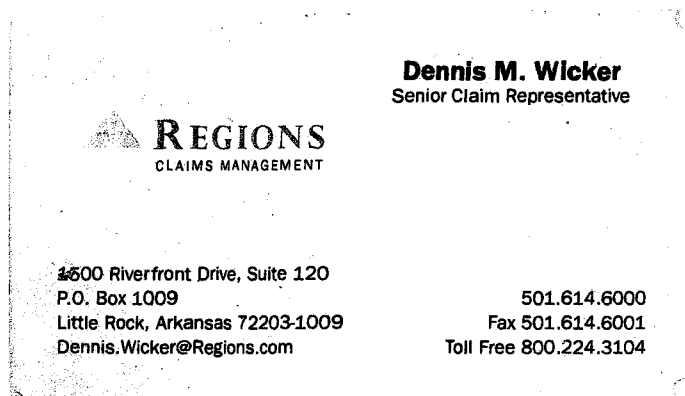 Dennis M. Wicker
Senior Claim Representative
REGIONS
CLAIMS MANAGEMENT
Riverfront Drive, Suite 120
P.O. Box 1009
Little Rock, Arkansas 72203-1009
Dennis.Wicker@Regions.com
501.614.6000
Fax 501.614.6001
Toll Free 800.224.3104